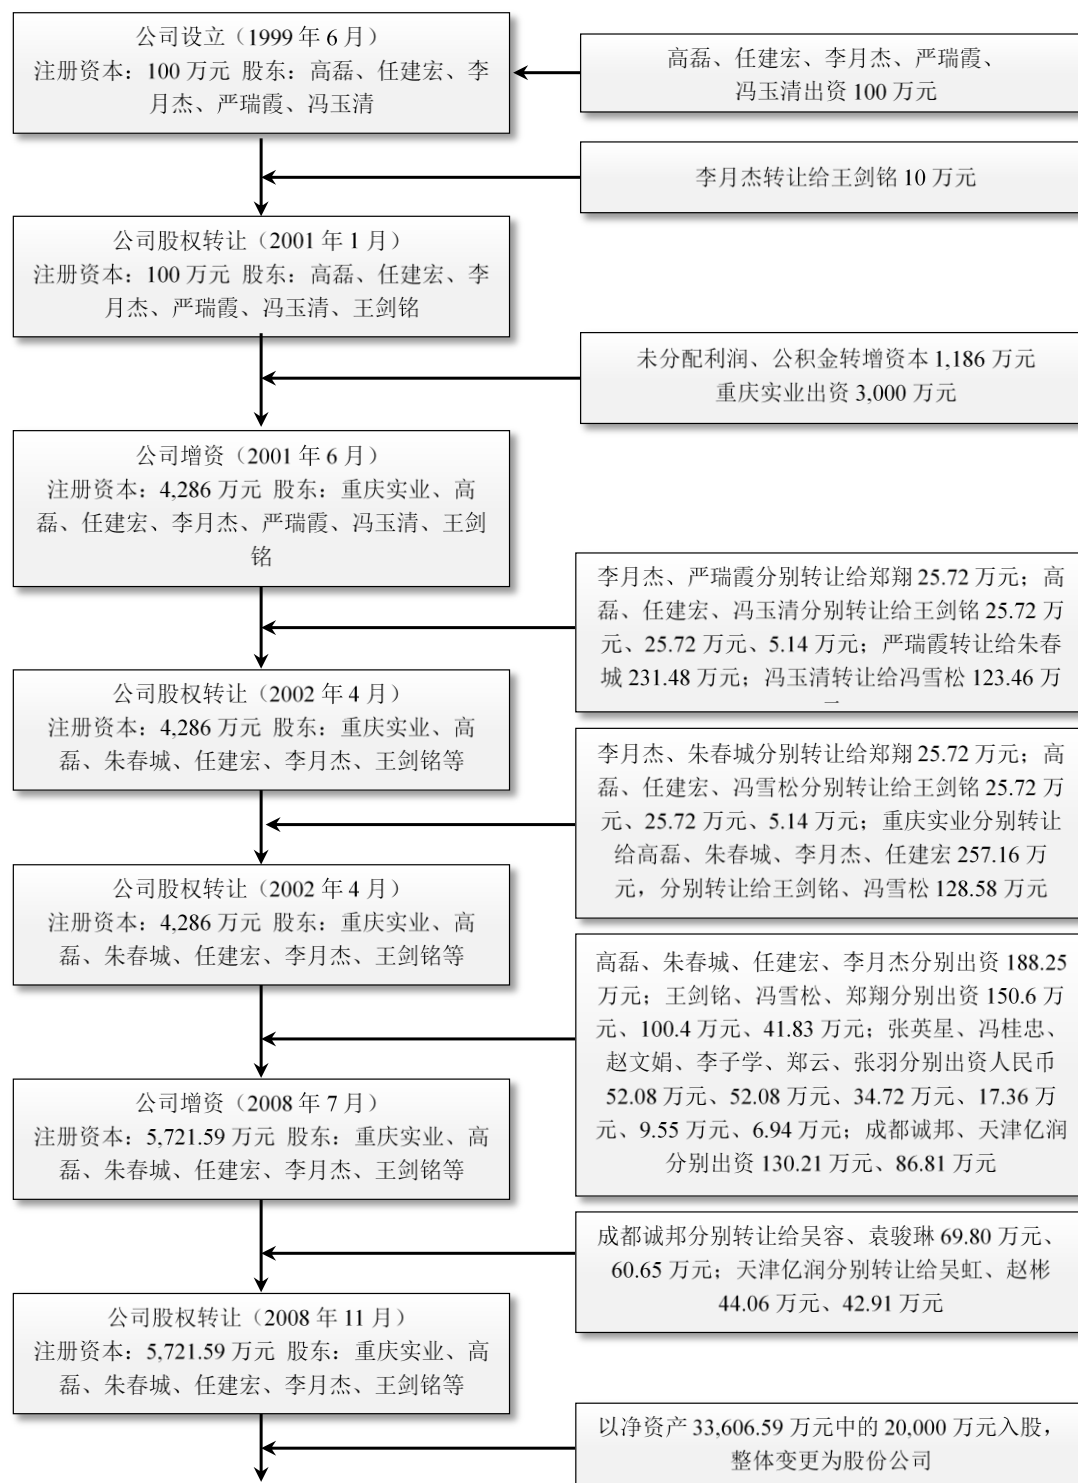 公司设立（1999 年 6 月）
注册资本：100 万元 股东：高磊、任建宏、李
月杰、严瑞霞、冯玉清
高磊、任建宏、李月杰、严瑞霞、
冯玉清出资 100 万元
李月杰转让给王剑铭 10 万元
公司股权转让（2001 年 1 月）
注册资本：100 万元 股东：高磊、任建宏、李
月杰、严瑞霞、冯玉清、王剑铭
未分配利润、公积金转增资本 1,186 万元
重庆实业出资 3,000 万元
公司增资（2001 年 6 月）
注册资本：4,286 万元 股东：重庆实业、高
磊、任建宏、李月杰、严瑞霞、冯玉清、王剑
铭
李月杰、严瑞霞分别转让给郑翔 25.72 万元；高
磊、任建宏、冯玉清分别转让给王剑铭 25.72 万
元、25.72 万元、5.14 万元；严瑞霞转让给朱春
城 231.48 万元；冯玉清转让给冯雪松 123.46 万
公司股权转让（2002 年 4 月）
注册资本：4,286 万元 股东：重庆实业、高
磊、朱春城、任建宏、李月杰、王剑铭等
李月杰、朱春城分别转让给郑翔 25.72 万元；高
磊、任建宏、冯雪松分别转让给王剑铭 25.72 万
元、25.72 万元、5.14 万元；重庆实业分别转让
给高磊、朱春城、李月杰、任建宏 257.16 万
元，分别转让给王剑铭、冯雪松 128.58 万元
公司股权转让（2002 年 4 月）
注册资本：4,286 万元 股东：重庆实业、高
磊、朱春城、任建宏、李月杰、王剑铭等
高磊、朱春城、任建宏、李月杰分别出资 188.25
万元；王剑铭、冯雪松、郑翔分别出资 150.6 万
元、100.4 万元、41.83 万元；张英星、冯桂忠、
赵文娟、李子学、郑云、张羽分别出资人民币
52.08 万元、52.08 万元、34.72 万元、17.36 万
元、9.55 万元、6.94 万元；成都诚邦、天津亿润
分别出资 130.21 万元、86.81 万元
公司增资（2008 年 7 月）
注册资本：5,721.59 万元 股东：重庆实业、高
磊、朱春城、任建宏、李月杰、王剑铭等
成都诚邦分别转让给吴容、袁骏琳 69.80 万元、
60.65 万元；天津亿润分别转让给吴虹、赵彬
44.06 万元、42.91 万元
公司股权转让（2008 年 11 月）
注册资本：5,721.59 万元 股东：重庆实业、高
磊、朱春城、任建宏、李月杰、王剑铭等
以净资产 33,606.59 万元中的 20,000 万元入股，
整体变更为股份公司